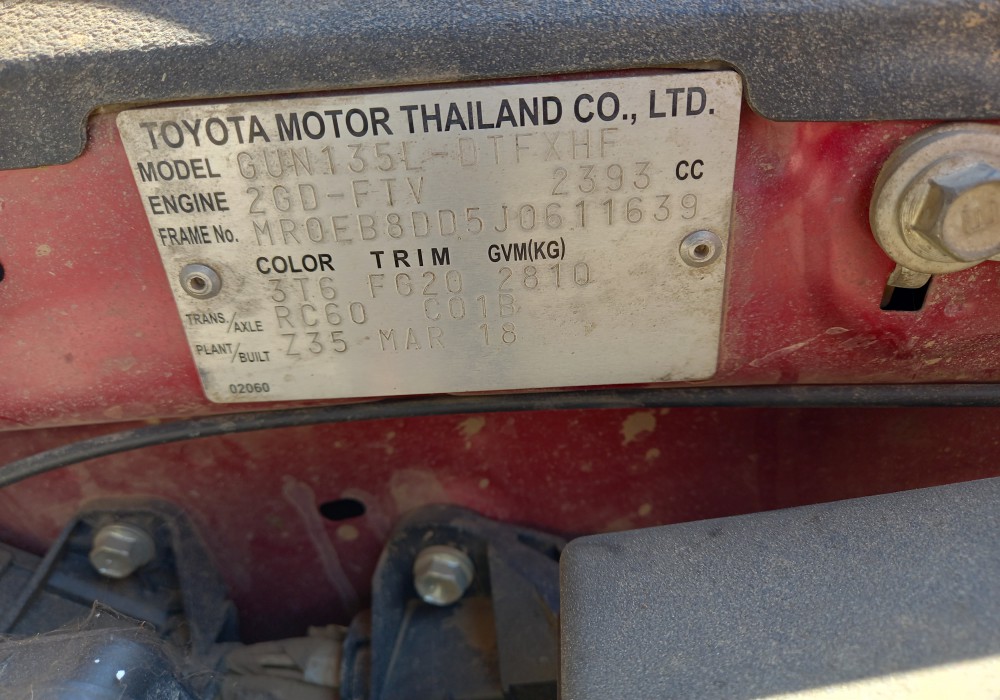 TOYOTA MOTOR THAILAND CO., LTD.
MODEL GUN135L-DTFXHF
ENGINE 2GD-FTV 2393 CC
FRAME No. MR0EB8DD5J0611639
COLOR TRIM GVM(KG)
3T6 FG20 2810
TRANS./AXLE RC60 C01B
PLANT/BUILT Z35 MAR 18
02060